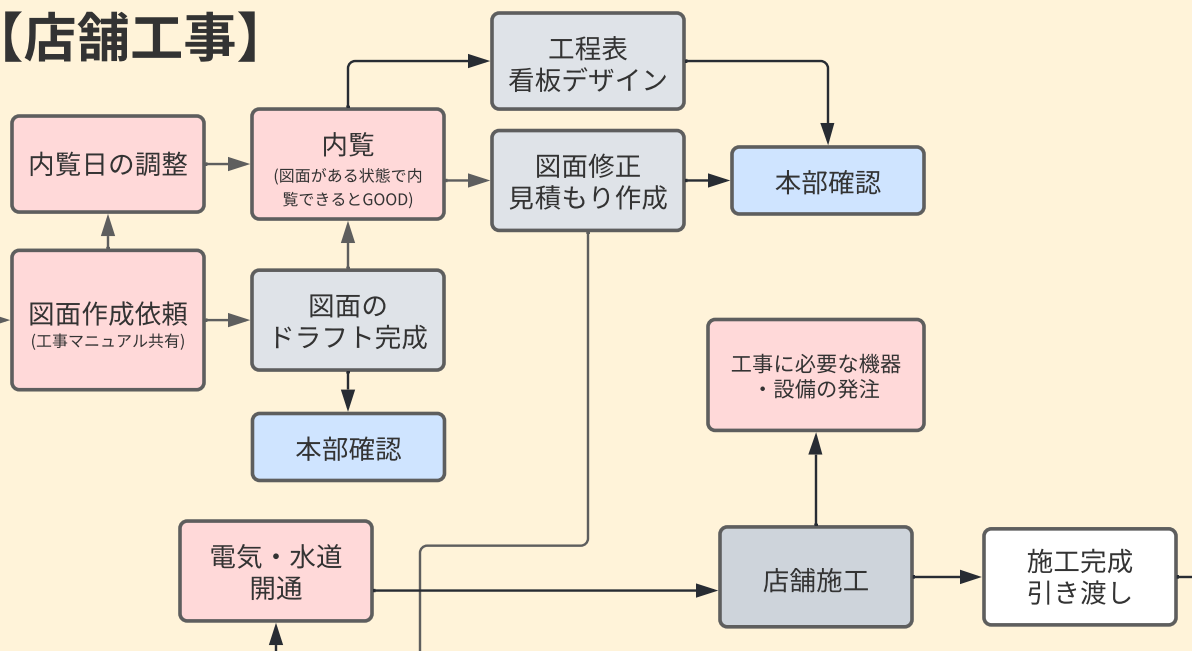 【店舗工事】
工程表
看板デザイン
内覧日の調整
内覧
(図面がある状態で内
覧できるとGOOD)
図面修正
見積もり作成
本部確認
図面作成依頼
(工事マニュアル共有)
図面の
ドラフト完成
工事に必要な機器
・設備の発注
本部確認
電気・水道
開通
店舗施工
施工完成
引き渡し